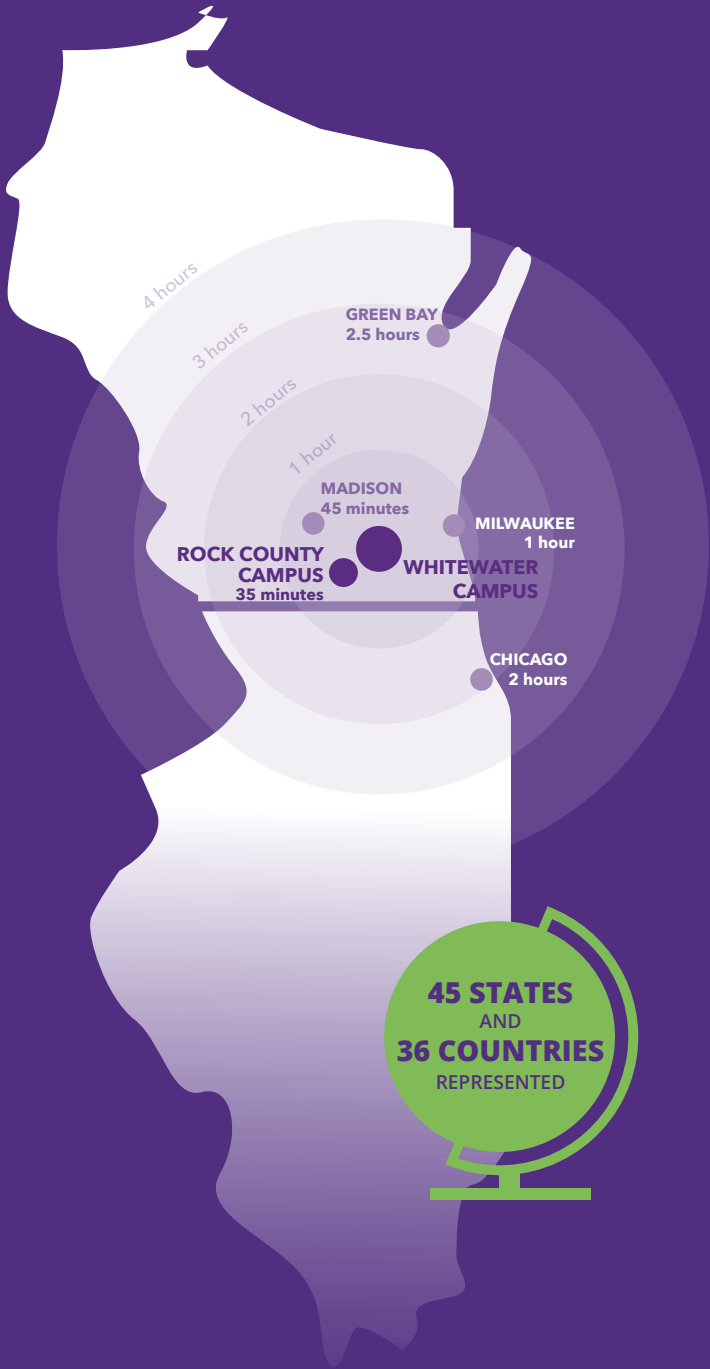 4 hours
3 hours
2 hours
1 hour
GREEN BAY
2.5 hours
MADISON
45 minutes
MILWAUKEE
1 hour
ROCK COUNTY
CAMPUS
35 minutes
WHITEWATER
CAMPUS
CHICAGO
2 hours
45 STATES
AND
36 COUNTRIES
REPRESENTED